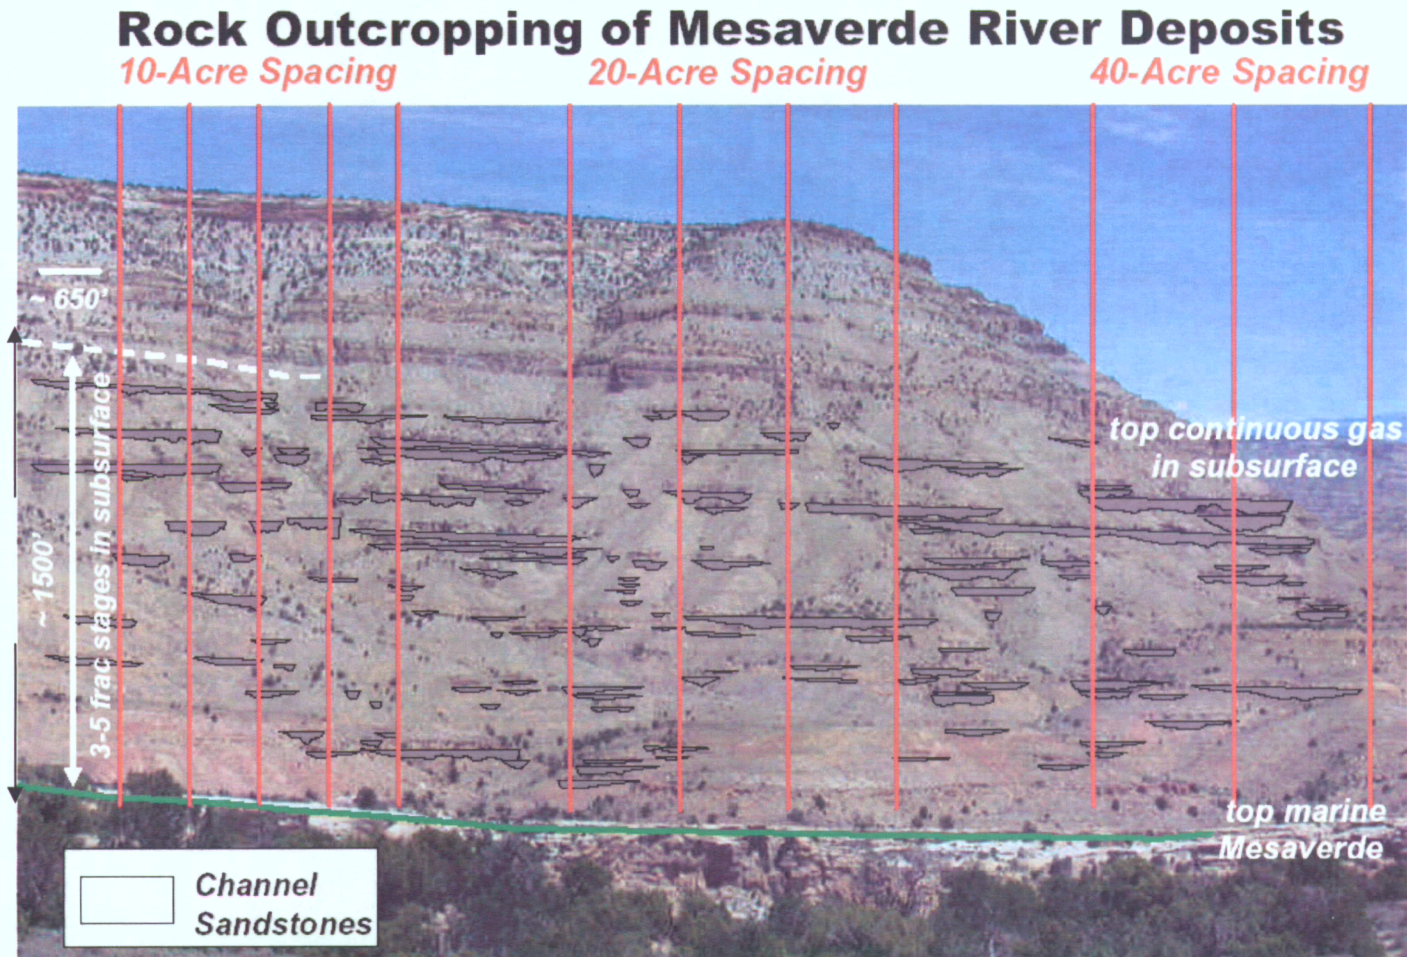 Rock Outcropping of Mesaverde River Deposits
10-Acre Spacing
20-Acre Spacing
40-Acre Spacing
~ 650'
top continuous gas
in subsurface
~ 1500'
3-5 frac stages in subsurface
top marine
Mesaverde
Channel
Sandstones